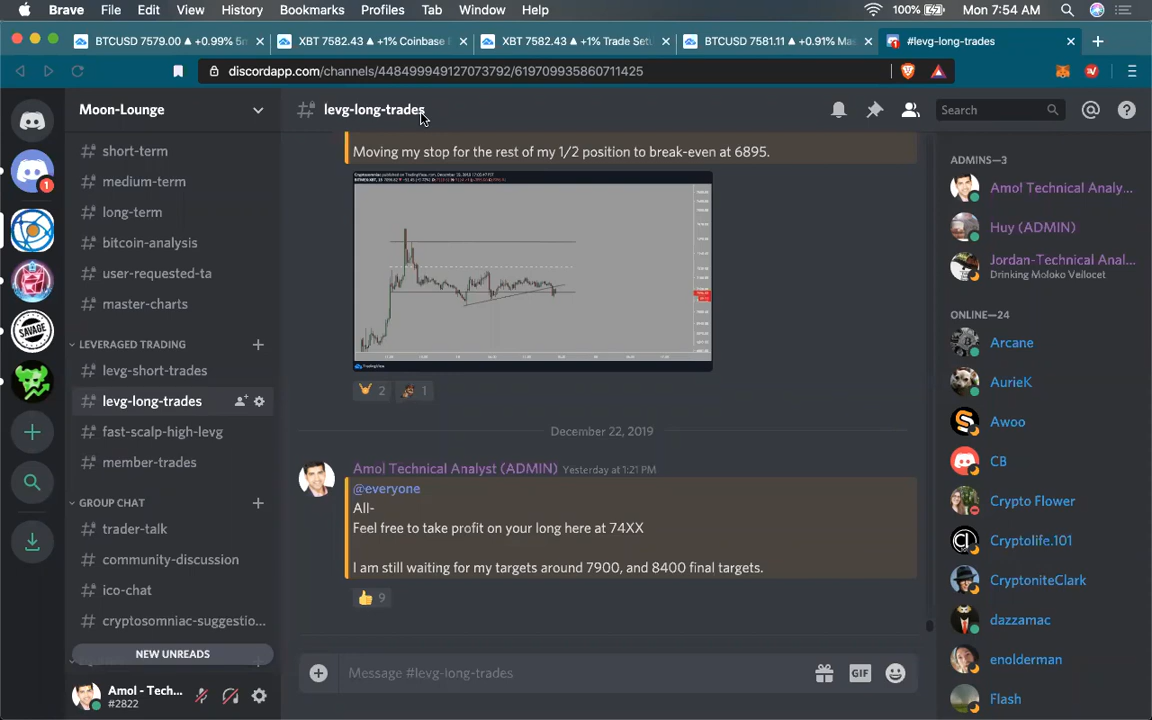 Brave File Edit View History Bookmarks Profiles Tab Window Help 100% Mon 7:54 AM
BTCUSD 7579.00 ▲ +0.99% 5m
XBT 7582.43 ▲ +1% Coinbase
XBT 7582.43 ▲ +1% Trade Setu
BTCUSD 7581.11 ▲ +0.91% Ma
#levg-long-trades
discordapp.com/channels/448499949127073792/619709935860711425
Moon-Lounge
short-term
medium-term
long-term
bitcoin-analysis
user-requested-ta
master-charts
LEVERAGED TRADING
levg-short-trades
levg-long-trades
fast-scalp-high-levg
member-trades
GROUP CHAT
trader-talk
community-discussion
ico-chat
cryptosomniac-suggestio...
NEW UNREADS
Amol - Tech...
#2822
1
levg-long-trades
Search
Moving my stop for the rest of my 1/2 position to break-even at 6895.
TradingView
2
1
December 22, 2019
Amol Technical Analyst (ADMIN) Yesterday at 1:21 PM
@everyone
All-
Feel free to take profit on your long here at 74XX
I am still waiting for my targets around 7900, and 8400 final targets.
9
Message #levg-long-trades
GIF
ADMINS—3
Amol Technical Analy...
Huy (ADMIN)
Jordan-Technical Anal...
Drinking Moloko Veilocet
ONLINE—24
Arcane
AurieK
Awoo
CB
Crypto Flower
Cryptolife.101
CryptoniteClark
dazzamac
enolderman
Flash
SAVAGE